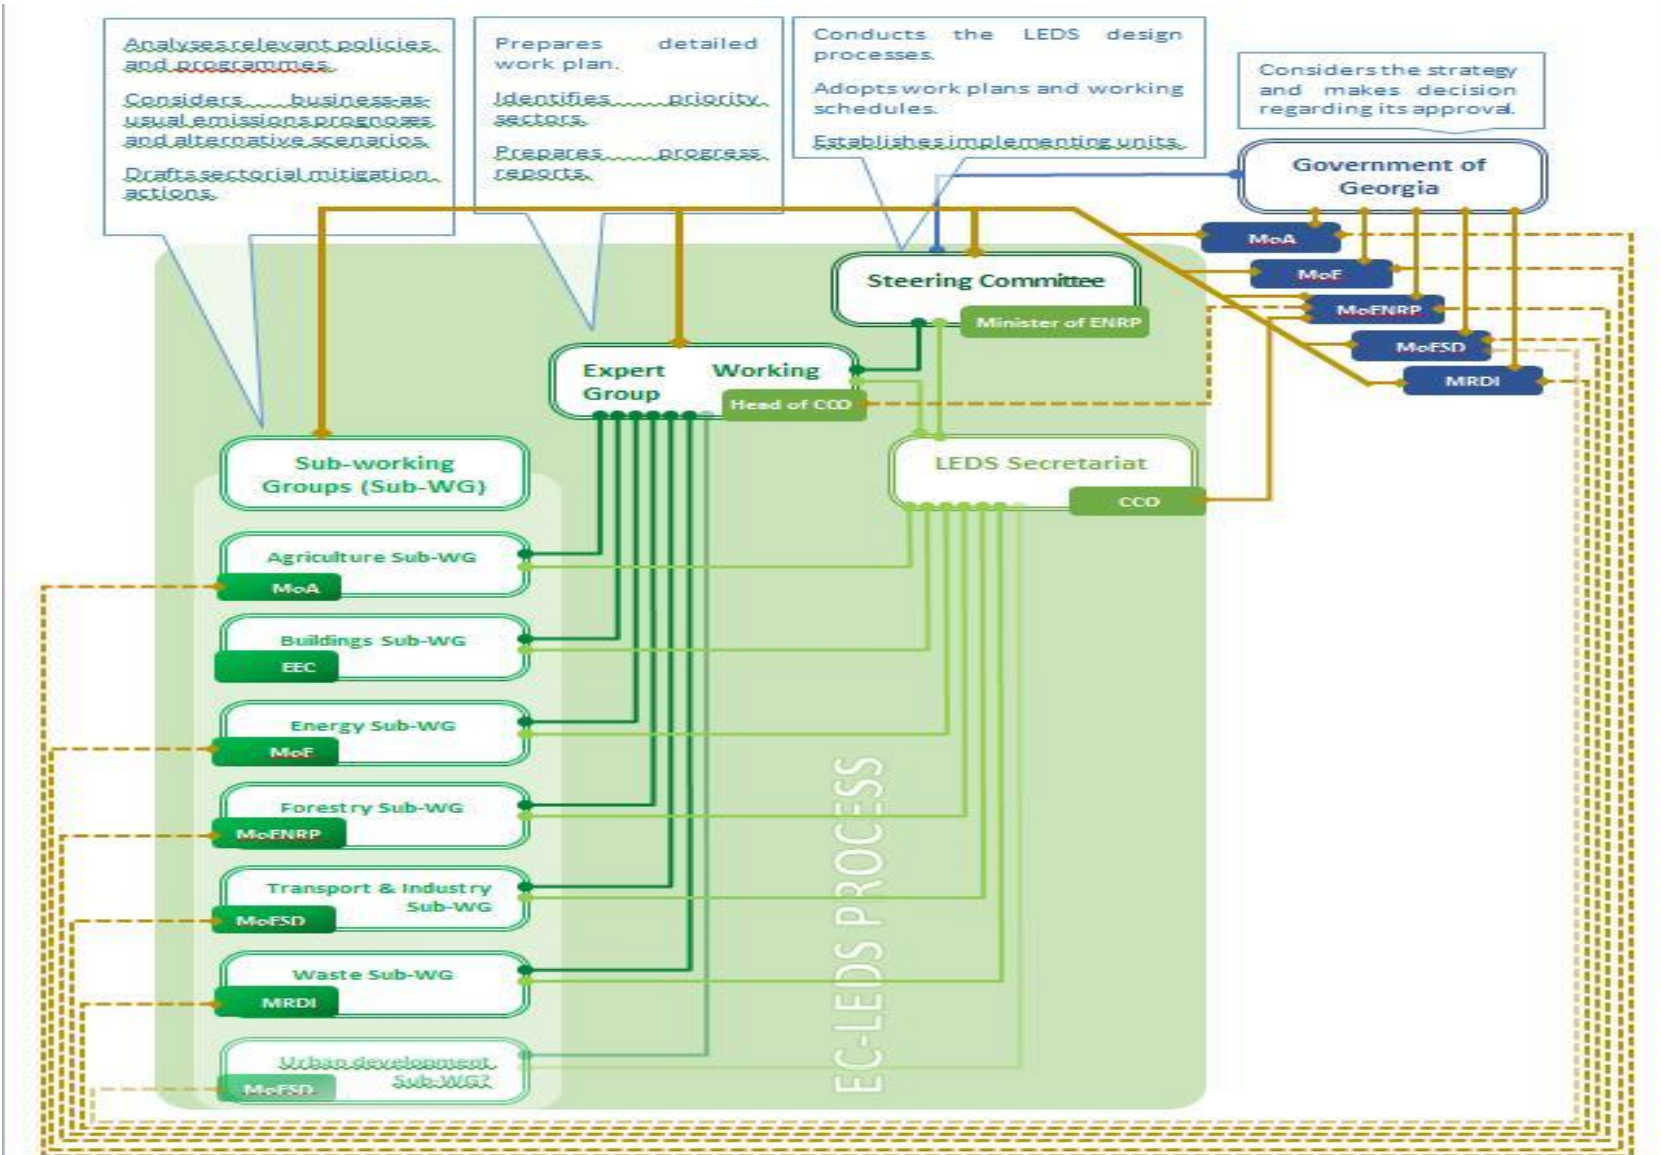 Analyses relevant policies
and programmes.
Considers business-as-
usual emissions prognoses
and alternative scenarios.
Drafts sectorial mitigation
actions.
Prepares detailed
work plan.
Identifies priority
sectors.
Prepares progress
reports.
Conducts the LEDS design
processes.
Adopts work plans and working
schedules.
Establishes implementing units.
Considers the strategy
and makes decision
regarding its approval.
Government of
Georgia
MoA
MoE
MoENRP
MoESD
MRDI
Steering Committee
Minister of ENRP
Expert Working
Group
Head of CCO
LEDS Secretariat
CCO
Sub-working
Groups (Sub-WG)
Agriculture Sub-WG
MoA
Buildings Sub-WG
EEC
Energy Sub-WG
MoE
Forestry Sub-WG
MoENRP
Transport & Industry
Sub-WG
MoESD
Waste Sub-WG
MRDI
Urban development
Sub-WG?
MoESD
EC-LEDS PROCESS